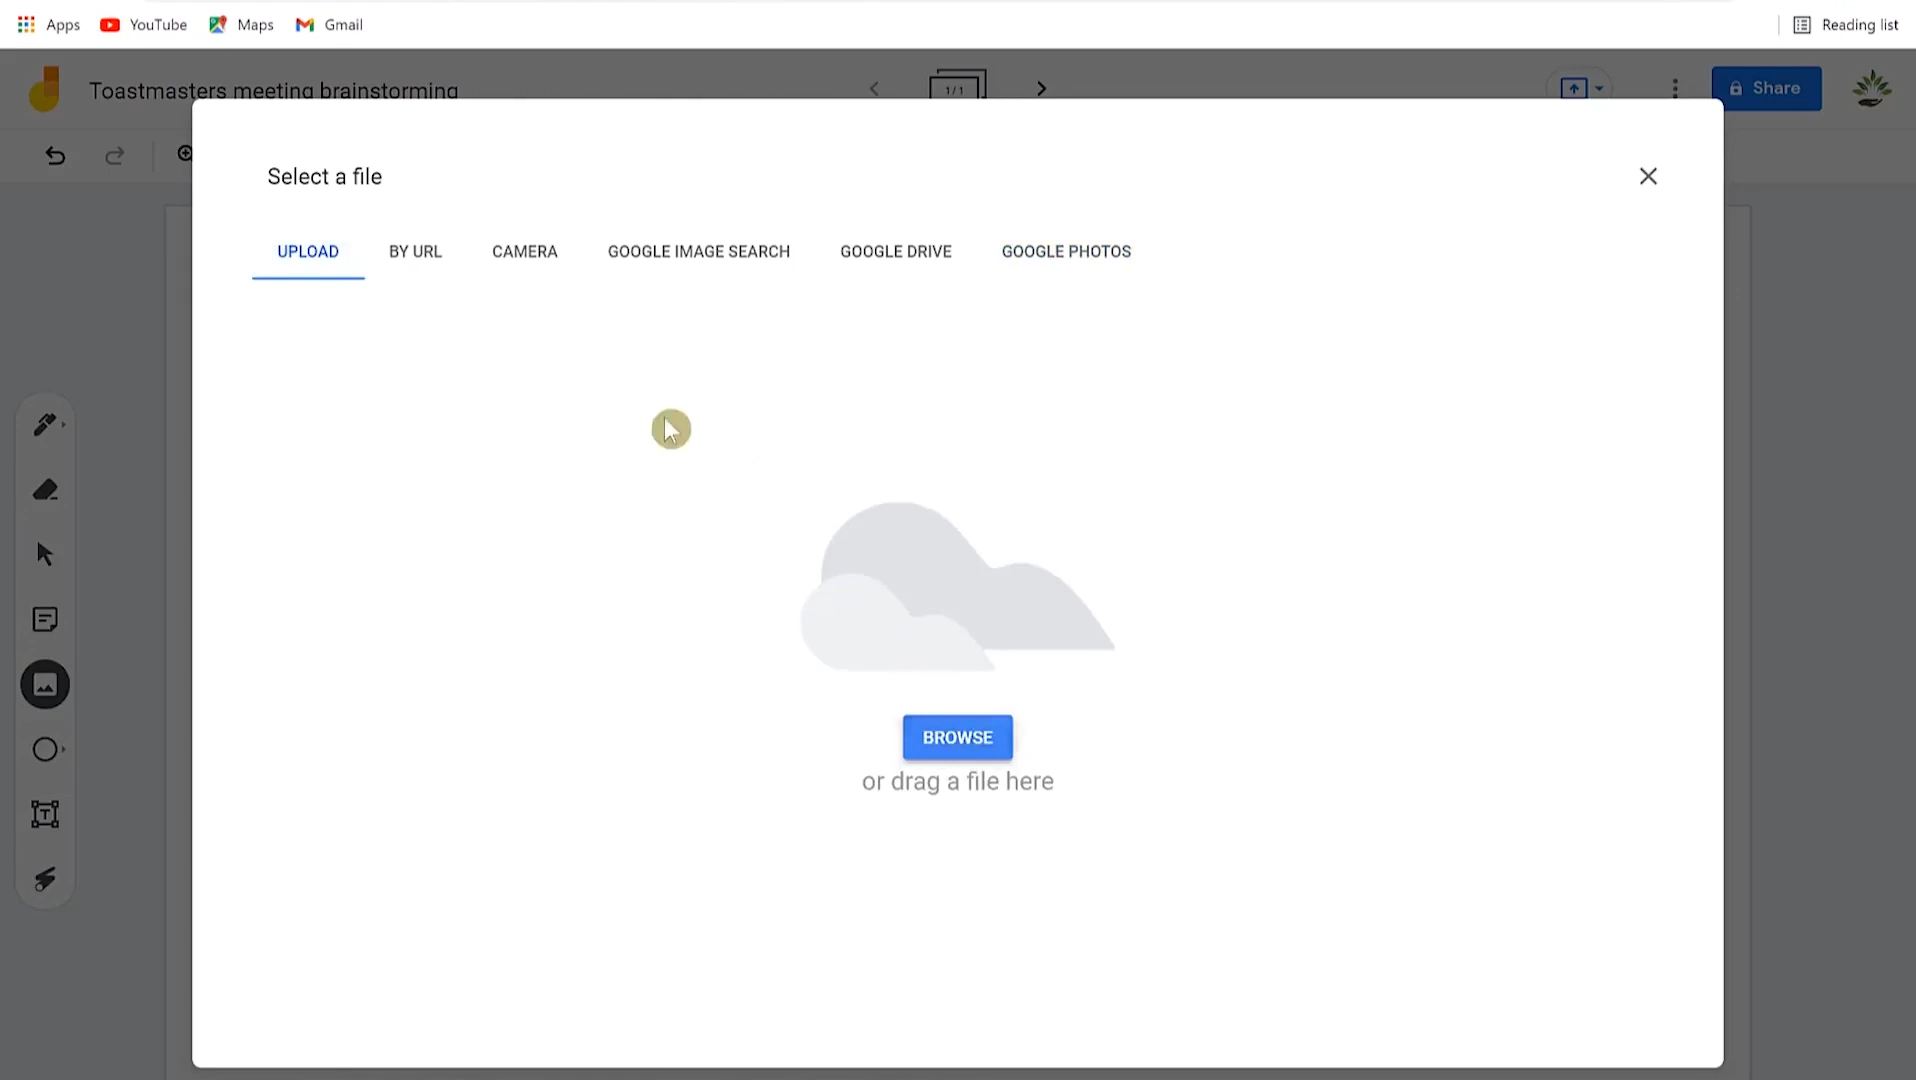 Apps YouTube Maps Gmail Reading list
Toastmasters meeting brainstorming 1/1 Share
Select a file
UPLOAD BY URL CAMERA GOOGLE IMAGE SEARCH GOOGLE DRIVE GOOGLE PHOTOS
BROWSE
or drag a file here